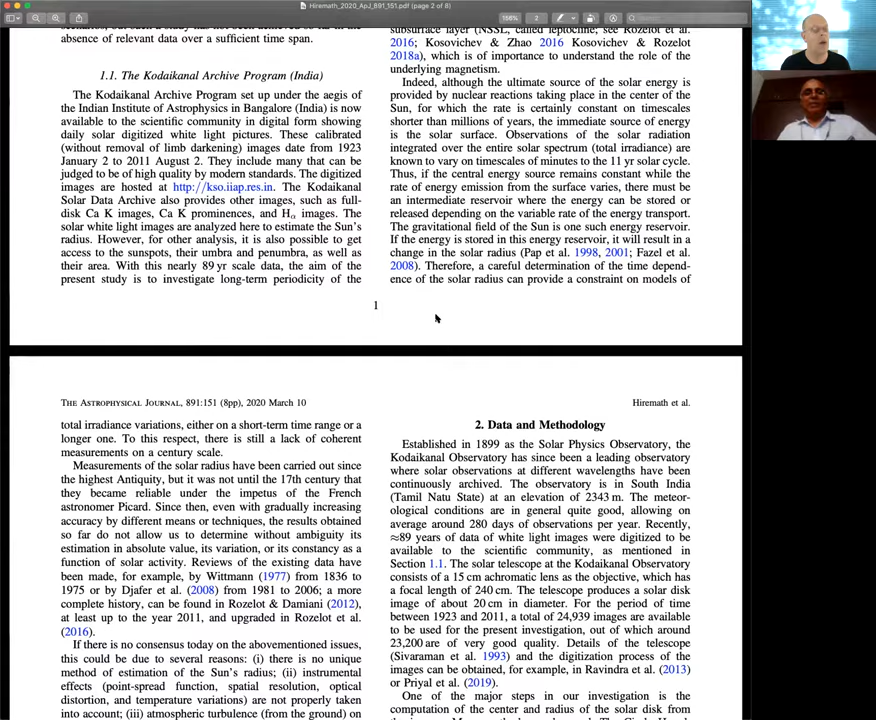 Hiremath_2020_ApJ_891_151.pdf (page 2 of 8)
158%
2
Search
absence of relevant data over a sufficient time span.
1.1. The Kodaikanal Archive Program (India)
The Kodaikanal Archive Program set up under the aegis of
the Indian Institute of Astrophysics in Bangalore (India) is now
available to the scientific community in digital form showing
daily solar digitized white light pictures. These calibrated
(without removal of limb darkening) images date from 1923
January 2 to 2011 August 2. They include many that can be
judged to be of high quality by modern standards. The digitized
images are hosted at http://kso.iiap.res.in. The Kodaikanal
Solar Data Archive also provides other images, such as full-
disk Ca K images, Ca K prominences, and Hα images. The
solar white light images are analyzed here to estimate the Sun's
radius. However, for other analysis, it is also possible to get
access to the sunspots, their umbra and penumbra, as well as
their area. With this nearly 89 yr scale data, the aim of the
present study is to investigate long-term periodicity of the
subsurface layer (NSSL, called leptocline; see Rozelot et al.
2016; Kosovichev & Zhao 2016 Kosovichev & Rozelot
2018a), which is of importance to understand the role of the
underlying magnetism.
Indeed, although the ultimate source of the solar energy is
provided by nuclear reactions taking place in the center of the
Sun, for which the rate is certainly constant on timescales
shorter than millions of years, the immediate source of energy
is the solar surface. Observations of the solar radiation
integrated over the entire solar spectrum (total irradiance) are
known to vary on timescales of minutes to the 11 yr solar cycle.
Thus, if the central energy source remains constant while the
rate of energy emission from the surface varies, there must be
an intermediate reservoir where the energy can be stored or
released depending on the variable rate of the energy transport.
The gravitational field of the Sun is one such energy reservoir.
If the energy is stored in this energy reservoir, it will result in a
change in the solar radius (Pap et al. 1998, 2001; Fazel et al.
2008). Therefore, a careful determination of the time depend-
ence of the solar radius can provide a constraint on models of
1
THE ASTROPHYSICAL JOURNAL, 891:151 (8pp), 2020 March 10
Hiremath et al.
total irradiance variations, either on a short-term time range or a
longer one. To this respect, there is still a lack of coherent
measurements on a century scale.
Measurements of the solar radius have been carried out since
the highest Antiquity, but it was not until the 17th century that
they became reliable under the impetus of the French
astronomer Picard. Since then, even with gradually increasing
accuracy by different means or techniques, the results obtained
so far do not allow us to determine without ambiguity its
estimation in absolute value, its variation, or its constancy as a
function of solar activity. Reviews of the existing data have
been made, for example, by Wittmann (1977) from 1836 to
1975 or by Djafer et al. (2008) from 1981 to 2006; a more
complete history, can be found in Rozelot & Damiani (2012),
at least up to the year 2011, and upgraded in Rozelot et al.
(2016).
If there is no consensus today on the abovementioned issues,
this could be due to several reasons: (i) there is no unique
method of estimation of the Sun's radius; (ii) instrumental
effects (point-spread function, spatial resolution, optical
distortion, and temperature variations) are not properly taken
into account; (iii) atmospheric turbulence (from the ground) on
2. Data and Methodology
Established in 1899 as the Solar Physics Observatory, the
Kodaikanal Observatory has since been a leading observatory
where solar observations at different wavelengths have been
continuously archived. The observatory is in South India
(Tamil Natu State) at an elevation of 2343 m. The meteor-
ological conditions are in general quite good, allowing on
average around 280 days of observations per year. Recently,
≈89 years of data of white light images were digitized to be
available to the scientific community, as mentioned in
Section 1.1. The solar telescope at the Kodaikanal Observatory
consists of a 15 cm achromatic lens as the objective, which has
a focal length of 240 cm. The telescope produces a solar disk
image of about 20 cm in diameter. For the period of time
between 1923 and 2011, a total of 24,939 images are available
to be used for the present investigation, out of which around
23,200 are of very good quality. Details of the telescope
(Sivaraman et al. 1993) and the digitization process of the
images can be obtained, for example, in Ravindra et al. (2013)
or Priyal et al. (2019).
One of the major steps in our investigation is the
computation of the center and radius of the solar disk from